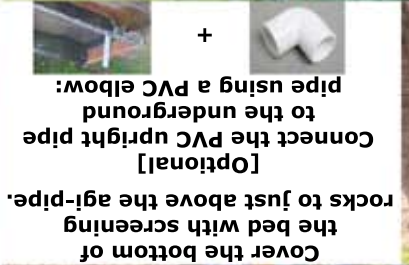 Cover the bottom of
the bed with screening
rocks to just above the agi-pipe.
[Optional]
Connect the PVC upright pipe
to the underground
pipe using a PVC elbow:
+